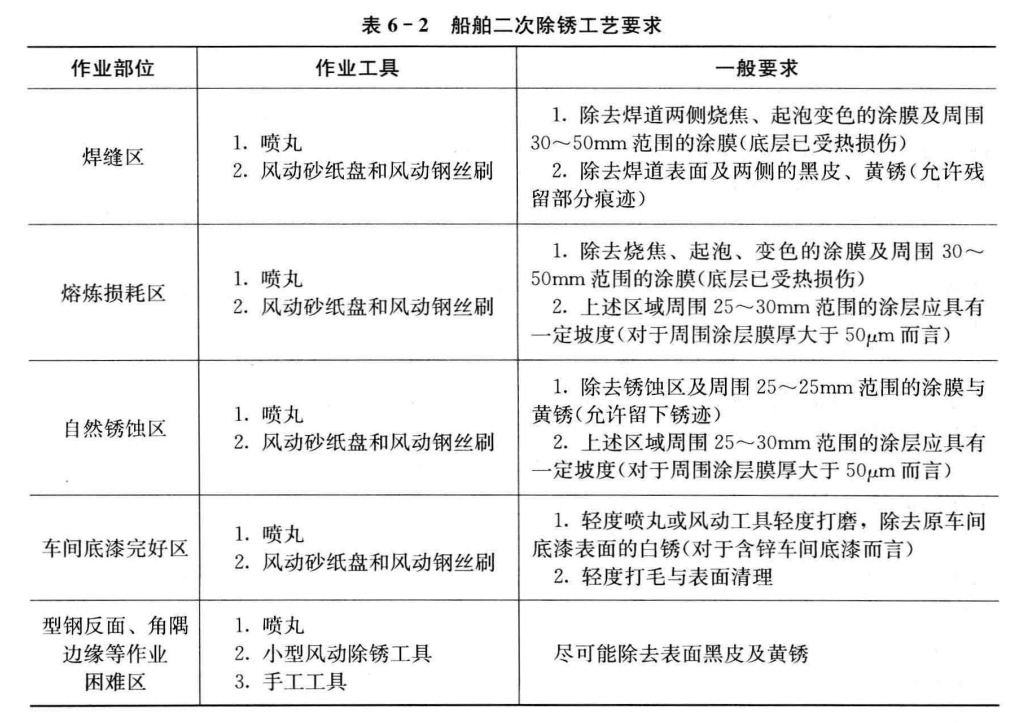 表 6-2 船舶二次除锈工艺要求
作业部位 作业工具 一般要求
焊缝区
1. 喷丸
2. 风动砂纸盘和风动钢丝刷
1. 除去焊道两侧烧焦、起泡变色的涂膜及周围
30～50mm 范围的涂膜(底层已受热损伤)
2. 除去焊道表面及两侧的黑皮、黄锈(允许残
留部分痕迹)
熔炼损耗区
1. 喷丸
2. 风动砂纸盘和风动钢丝刷
1. 除去烧焦、起泡、变色的涂膜及周围 30～
50mm 范围的涂膜(底层已受热损伤)
2. 上述区域周围 25～30mm 范围的涂层应具有
一定坡度(对于周围涂层膜厚大于 50μm 而言)
自然锈蚀区
1. 喷丸
2. 风动砂纸盘和风动钢丝刷
1. 除去锈蚀区及周围 25～25mm 范围的涂膜与
黄锈(允许留下锈迹)
2. 上述区域周围 25～30mm 范围的涂层应具有
一定坡度(对于周围涂层膜厚大于 50μm 而言)
车间底漆完好区
1. 喷丸
2. 风动砂纸盘和风动钢丝刷
1. 轻度喷丸或风动工具轻度打磨，除去原车间
底漆表面的白锈(对于含锌车间底漆而言)
2. 轻度打毛与表面清理
型钢反面、角隅
边缘等作业
困难区
1. 喷丸
2. 小型风动除锈工具
3. 手工工具
尽可能除去表面黑皮及黄锈